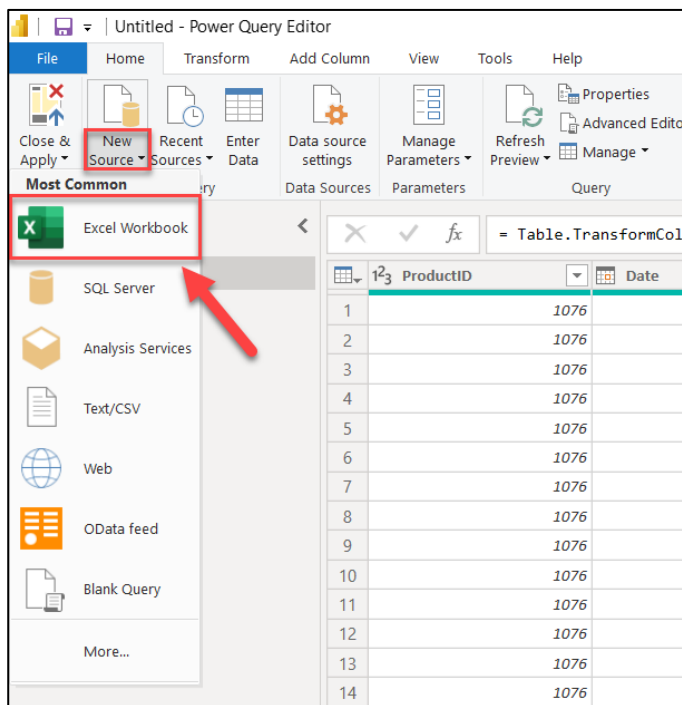 Untitled - Power Query Editor
File Home Transform Add Column View Tools Help
Close & Apply
New Source
Recent Sources
Enter Data
Data source settings
Manage Parameters
Refresh Preview
Properties
Advanced Edito
Manage
ry Data Sources Parameters Query
Most Common
Excel Workbook
SQL Server
Analysis Services
Text/CSV
Web
OData feed
Blank Query
More...
fx = Table.TransformCol
1²3 ProductID Date
1 1076
2 1076
3 1076
4 1076
5 1076
6 1076
7 1076
8 1076
9 1076
10 1076
11 1076
12 1076
13 1076
14 1076